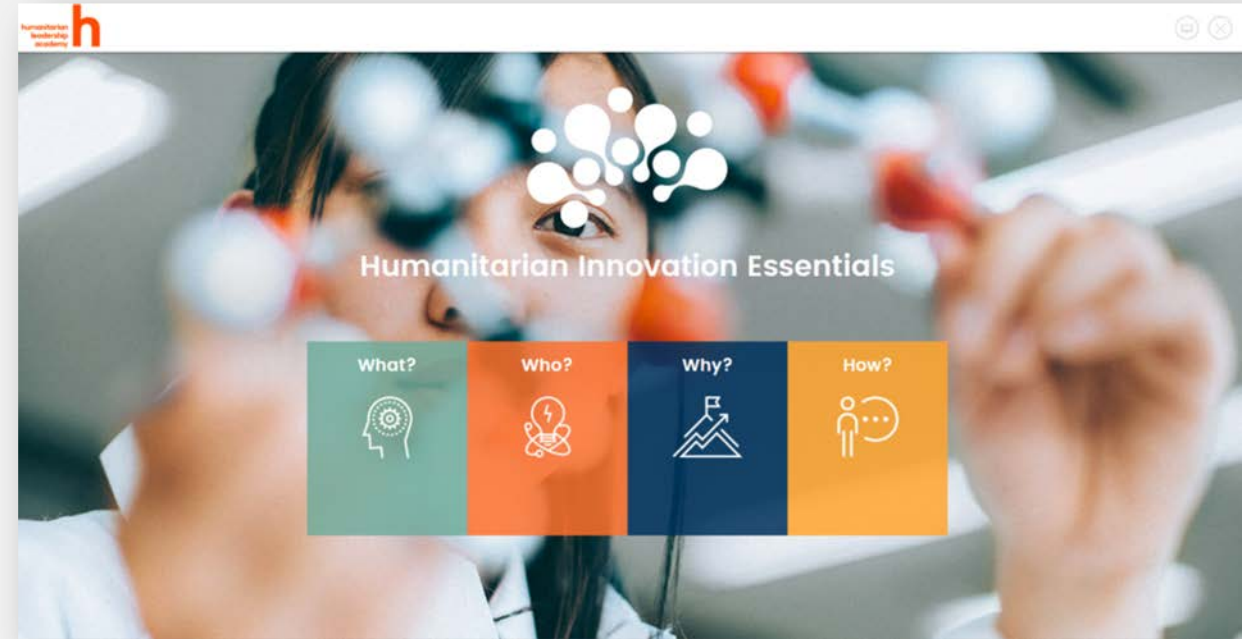 humanitarian
leadership
academy
h
Humanitarian Innovation Essentials
What?
Who?
Why?
How?